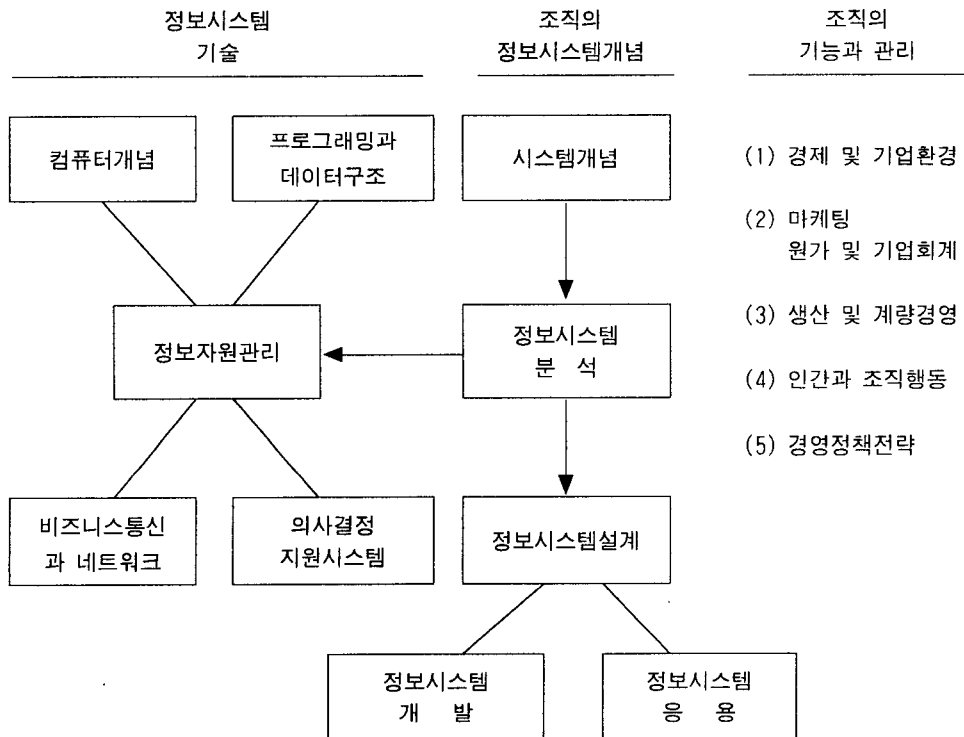 정보시스템
기술
조직의
정보시스템개념
조직의
기능과 관리
컴퓨터개념
프로그래밍과
데이터구조
시스템개념
(1) 경제 및 기업환경
(2) 마케팅
원가 및 기업회계
(3) 생산 및 계량경영
(4) 인간과 조직행동
(5) 경영정책전략
정보자원관리
정보시스템
분 석
비즈니스통신
과 네트워크
의사결정
지원시스템
정보시스템설계
정보시스템
개 발
정보시스템
응 용